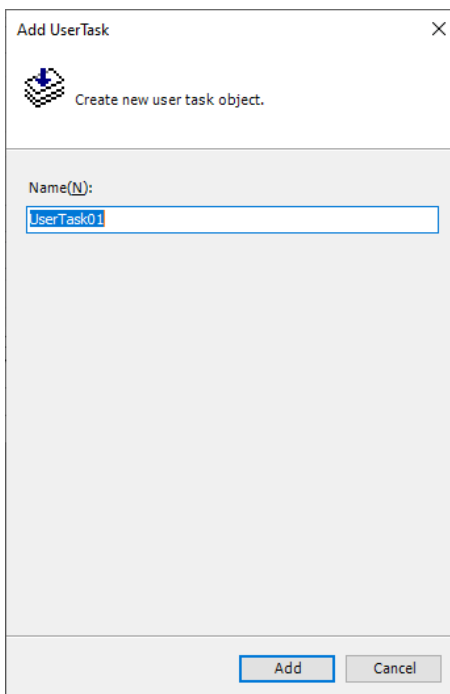 Add UserTask
Create new user task object.
Name(N):
UserTask01
Add
Cancel